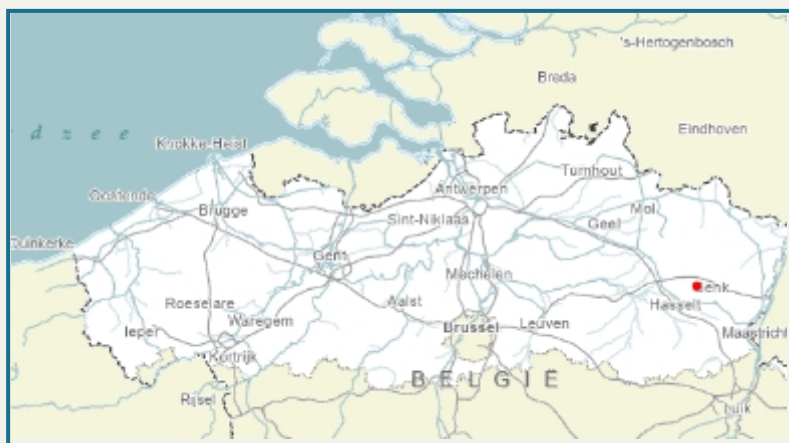 's-Hertogenbosch
Breda
Eindhoven
d z e e
Knokke-Heist
Turnhout
Antwerpen
Oostende
Mol
Brugge
Sint-Niklaas
Geel
Duinkerke
Gent
Mechelen
Genk
Roeselare
Aalst
Hasselt
Waregem
Brussel
Leuven
Ieper
Maastricht
Kortrijk
BELGIË
Rijsel
Luik